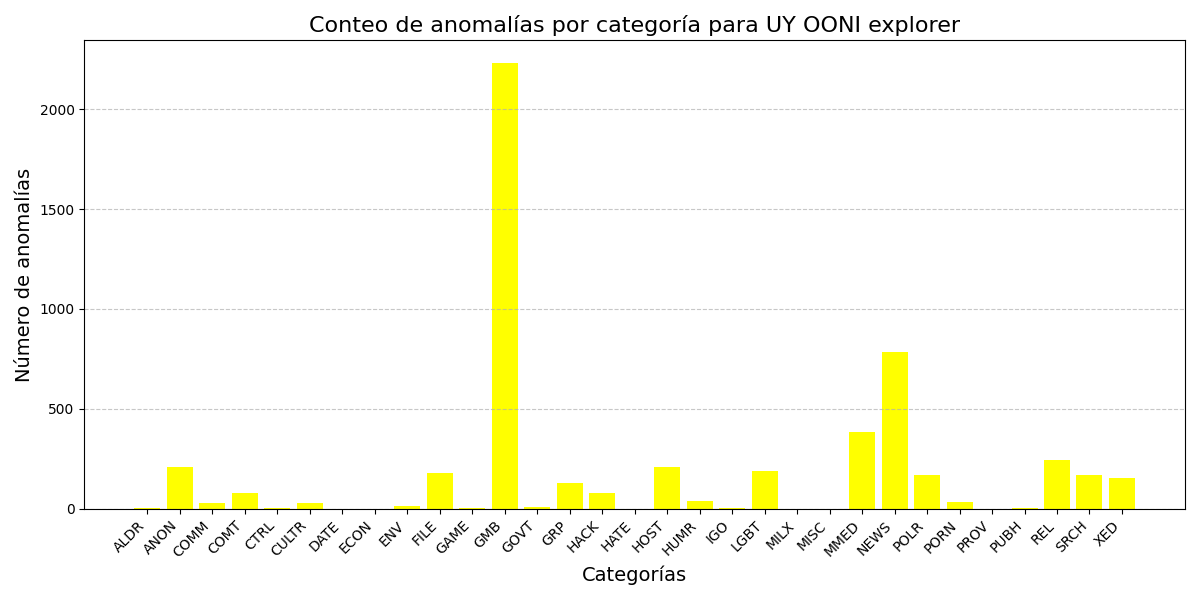 Conteo de anomalías por categoría para UY OONI explorer
Número de anomalías
2000
1500
1000
500
0
ALDR
ANON
COMM
COMT
CTRL
CULTR
DATE
ECON
ENV
FILE
GAME
GMB
GOVT
GRP
HACK
HATE
HOST
HUMR
IGO
LGBT
MILX
MISC
MMED
NEWS
POLR
PORN
PROV
PUBH
REL
SRCH
XED
Categorías